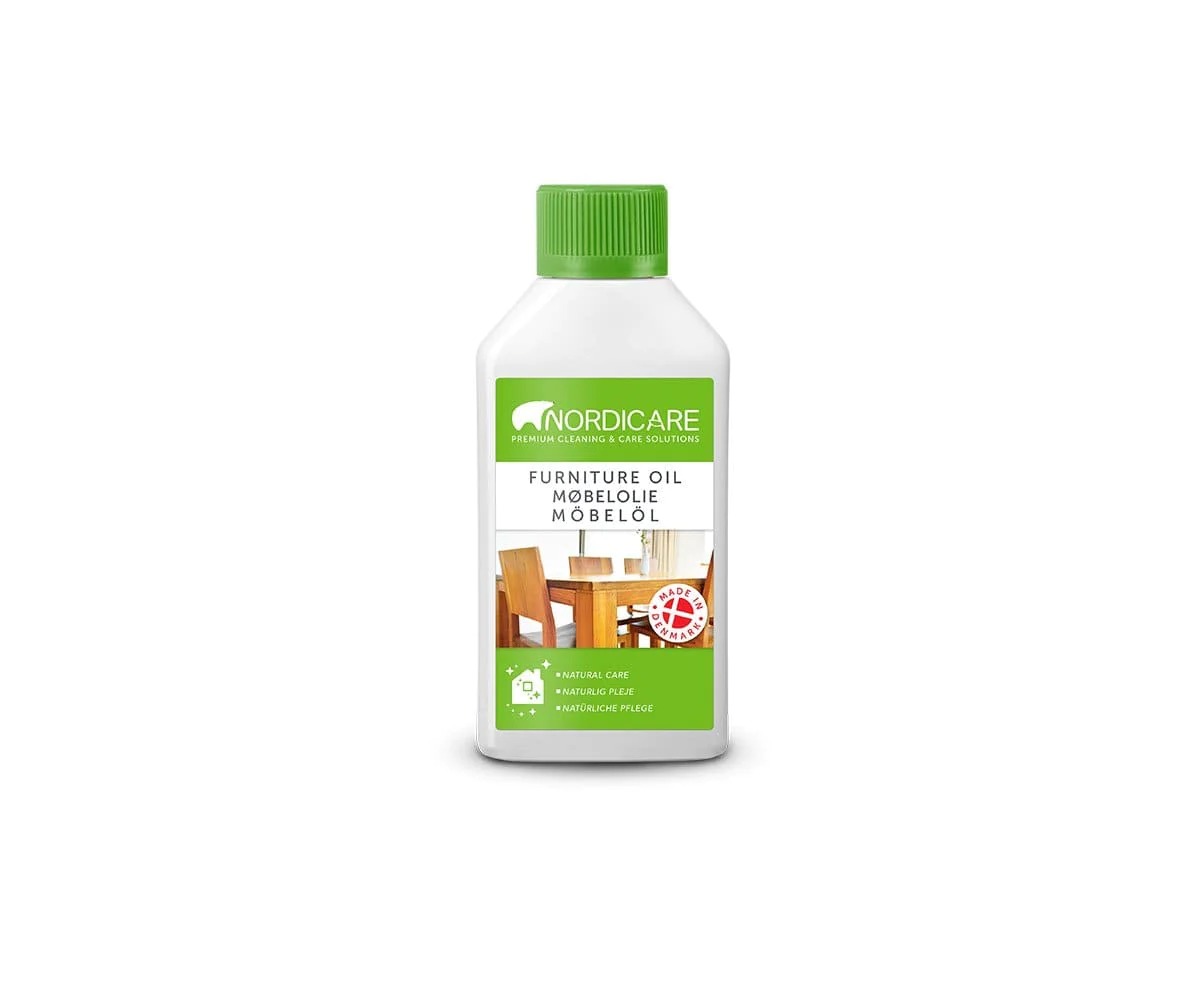 NORDICARE
PREMIUM CLEANING & CARE SOLUTIONS
FURNITURE OIL
MØBELOLIE
MÖBELÖL
MADE IN
DENMARK
NATURAL CARE
NATURLIG PLEJE
NATÜRLICHE PFLEGE